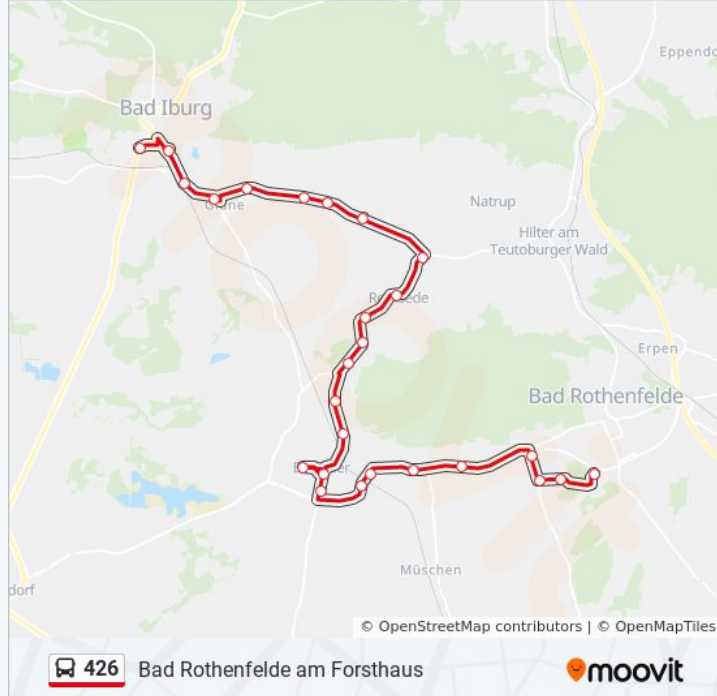 Eppendo
Bad Iburg
Natrup
Hilter am
Teutoburger Wald
Erpen
Bad Rothenfelde
Müschen
dorf
© OpenStreetMap contributors | © OpenMapTiles
426 Bad Rothenfelde am Forsthaus moovit